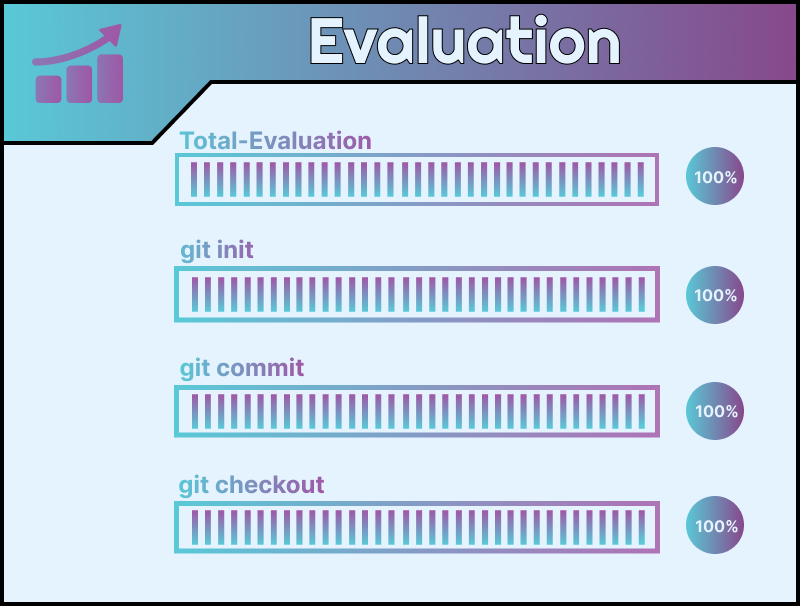 Evaluation
Total-Evaluation
100%
git init
100%
git commit
100%
git checkout
100%